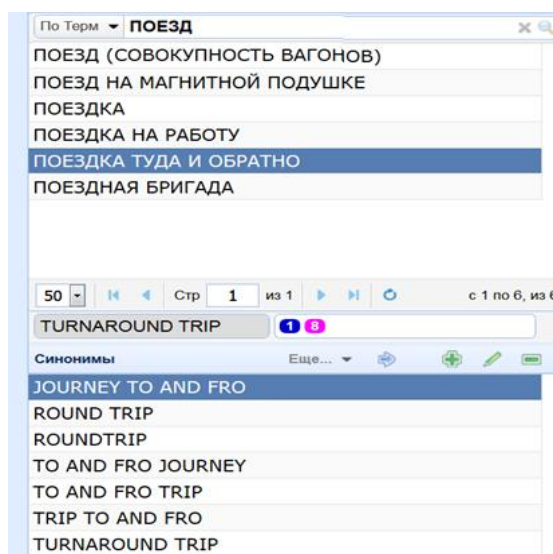 По Терм ПОЕЗД
ПОЕЗД (СОВОКУПНОСТЬ ВАГОНОВ)
ПОЕЗД НА МАГНИТНОЙ ПОДУШКЕ
ПОЕЗДКА
ПОЕЗДКА НА РАБОТУ
ПОЕЗДКА ТУДА И ОБРАТНО
ПОЕЗДНАЯ БРИГАДА
50 Стр 1 из 1 с 1 по 6, из 6
TURNAROUND TRIP 1 8
Синонимы Еще...
JOURNEY TO AND FRO
ROUND TRIP
ROUNDTRIP
TO AND FRO JOURNEY
TO AND FRO TRIP
TRIP TO AND FRO
TURNAROUND TRIP